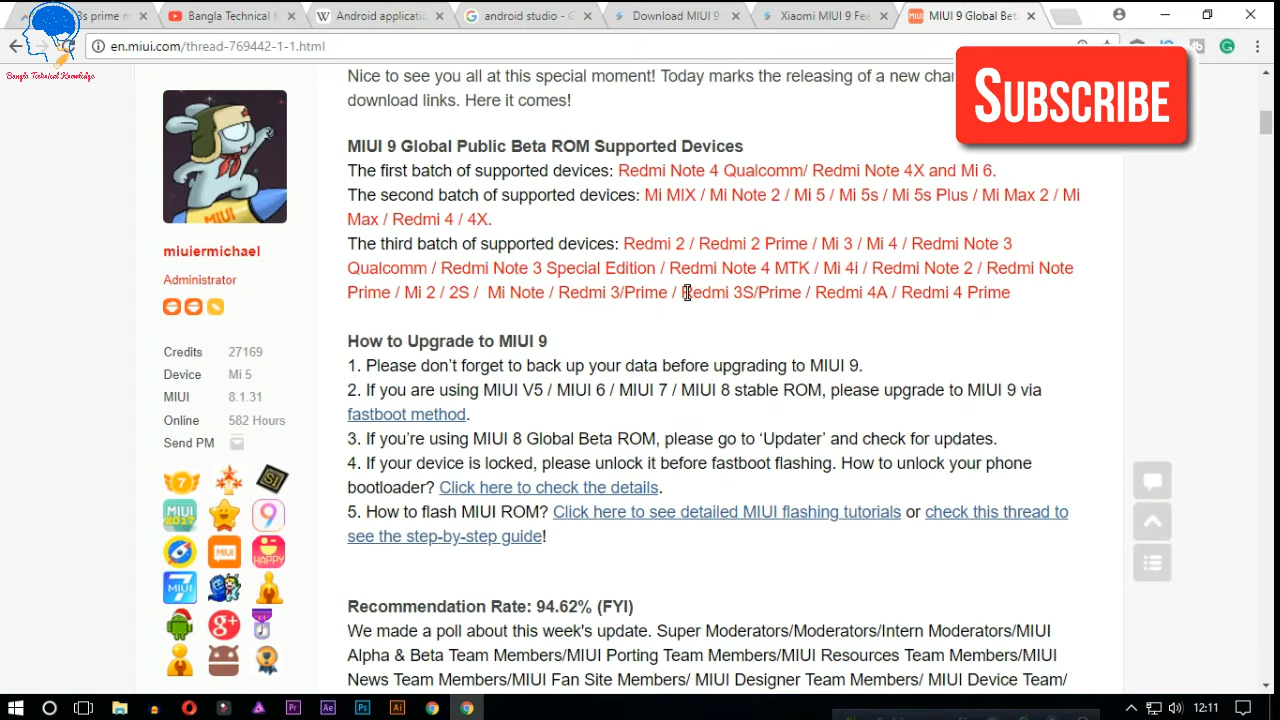 3s prime m
Bangla Technical
Android applicatic
android studio - G
Download MIUI 9
Xiaomi MIUI 9 Fea
MIUI 9 Global Beta
en.miui.com/thread-769442-1-1.html
Bangla Technical Knowledge
SUBSCRIBE
Nice to see you all at this special moment! Today marks the releasing of a new
download links. Here it comes!
MIUI 9 Global Public Beta ROM Supported Devices
The first batch of supported devices: Redmi Note 4 Qualcomm/ Redmi Note 4X and Mi 6.
The second batch of supported devices: Mi MIX / Mi Note 2 / Mi 5 / Mi 5s / Mi 5s Plus / Mi Max 2 / Mi
Max / Redmi 4 / 4X.
The third batch of supported devices: Redmi 2 / Redmi 2 Prime / Mi 3 / Mi 4 / Redmi Note 3
Qualcomm / Redmi Note 3 Special Edition / Redmi Note 4 MTK / Mi 4i / Redmi Note 2 / Redmi Note
Prime / Mi 2 / 2S / Mi Note / Redmi 3/Prime / Redmi 3S/Prime / Redmi 4A / Redmi 4 Prime
miuiermichael
Administrator
Credits 27169
Device Mi 5
MIUI 8.1.31
Online 582 Hours
Send PM
How to Upgrade to MIUI 9
1. Please don’t forget to back up your data before upgrading to MIUI 9.
2. If you are using MIUI V5 / MIUI 6 / MIUI 7 / MIUI 8 stable ROM, please upgrade to MIUI 9 via
fastboot method.
3. If you’re using MIUI 8 Global Beta ROM, please go to ‘Updater’ and check for updates.
4. If your device is locked, please unlock it before fastboot flashing. How to unlock your phone
bootloader? Click here to check the details.
5. How to flash MIUI ROM? Click here to see detailed MIUI flashing tutorials or check this thread to
see the step-by-step guide!
Recommendation Rate: 94.62% (FYI)
We made a poll about this week's update. Super Moderators/Moderators/Intern Moderators/MIUI
Alpha & Beta Team Members/MIUI Porting Team Members/MIUI Resources Team Members/MIUI
News Team Members/MIUI Fan Site Members/ MIUI Designer Team Members/ MIUI Device Team/
12:11